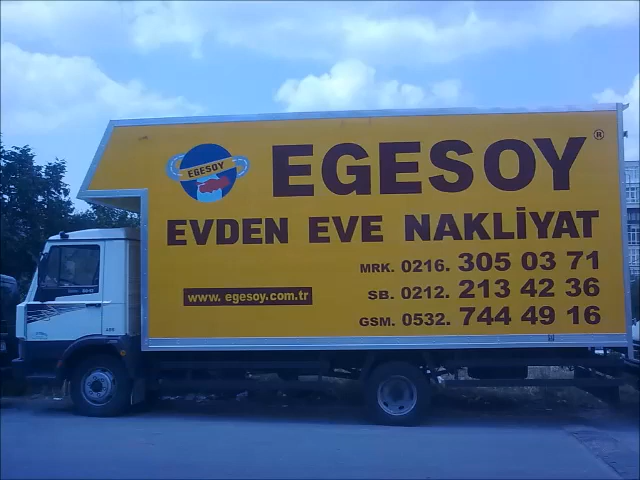 EGESOY
EGESOY ®
EVDEN EVE NAKLİYAT
MRK. 0216. 305 03 71
www. egesoy.com.tr
SB. 0212. 213 42 36
GSM. 0532. 744 49 16